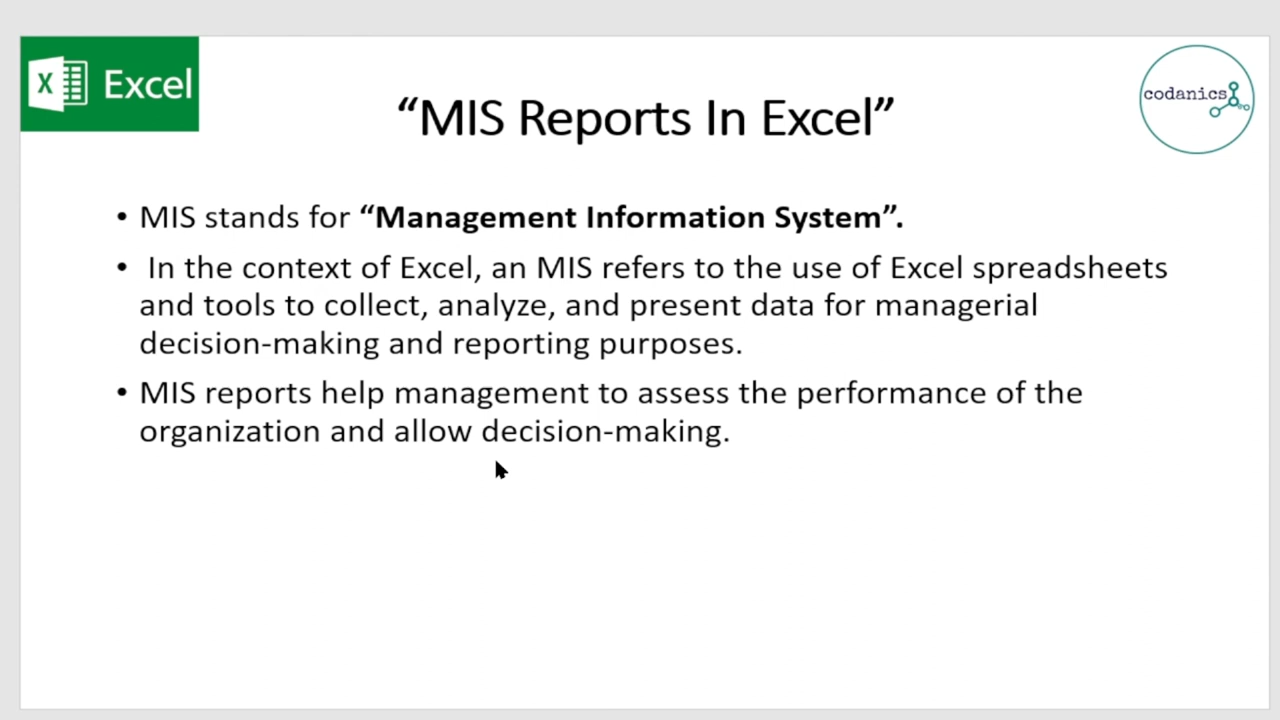 X Excel
“MIS Reports In Excel”
codanics
• MIS stands for “Management Information System”.
• In the context of Excel, an MIS refers to the use of Excel spreadsheets
and tools to collect, analyze, and present data for managerial
decision-making and reporting purposes.
• MIS reports help management to assess the performance of the
organization and allow decision-making.